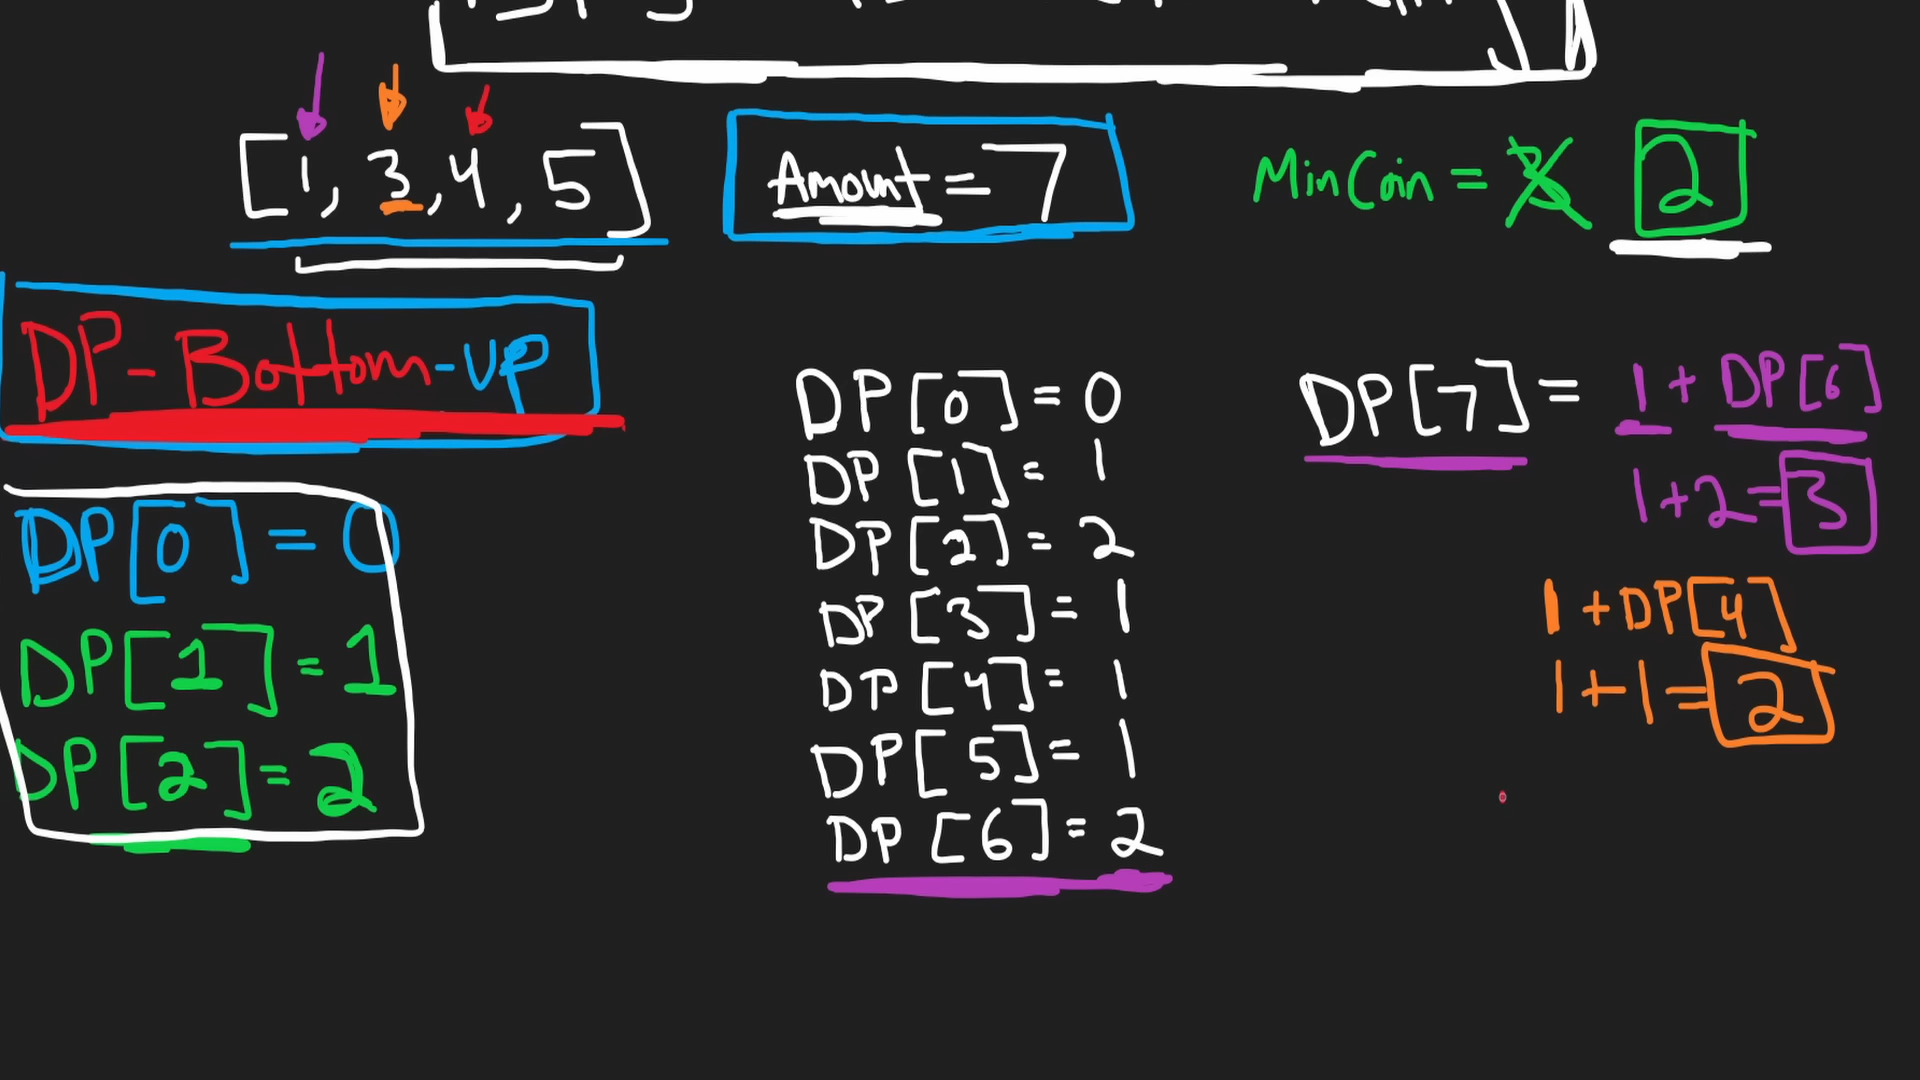 [1, 3, 4, 5]
Amount = 7
MinCoin = 2
DP-Bottom-UP
DP[0] = 0
DP[1] = 1
DP[2] = 2
DP[0] = 0
DP[1] = 1
DP[2] = 2
DP[3] = 1
DP[4] = 1
DP[5] = 1
DP[6] = 2
DP[7] = 1 + DP[6]
1+2=3
1 + DP[4]
1+1=2